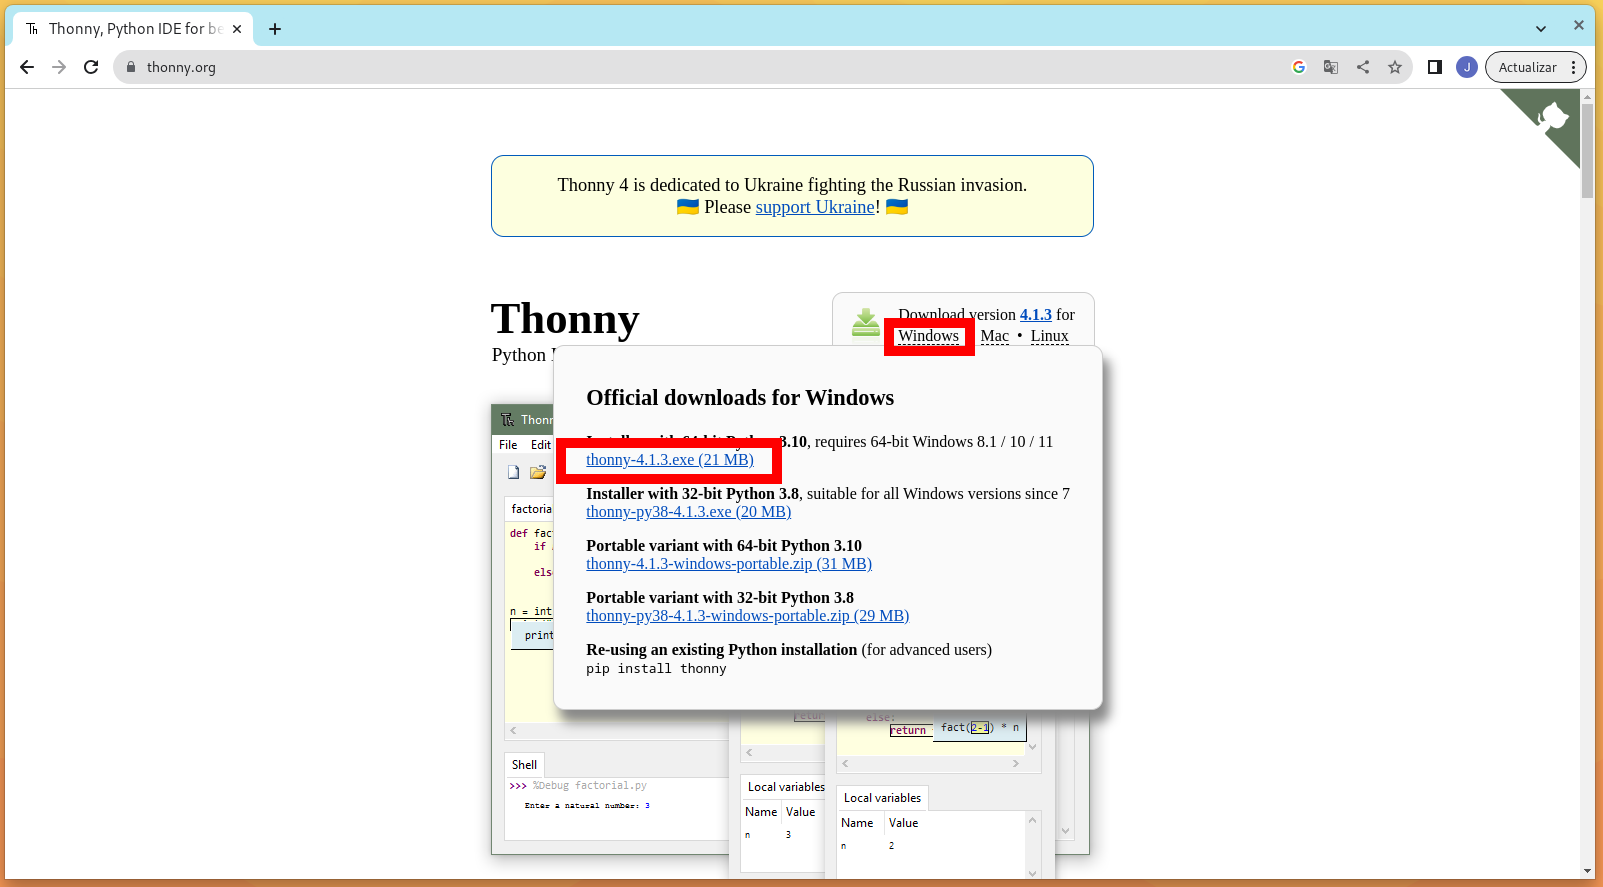 Th Thonny, Python IDE for be
thonny.org
J
Actualizar
Thonny 4 is dedicated to Ukraine fighting the Russian invasion.
🇺🇦 Please support Ukraine! 🇺🇦
Thonny
Python
Download version 4.1.3 for
Windows Mac • Linux
Official downloads for Windows
64-bit Python 3.10, requires 64-bit Windows 8.1 / 10 / 11
thonny-4.1.3.exe (21 MB)
Installer with 32-bit Python 3.8, suitable for all Windows versions since 7
thonny-py38-4.1.3.exe (20 MB)
Portable variant with 64-bit Python 3.10
thonny-4.1.3-windows-portable.zip (31 MB)
Portable variant with 32-bit Python 3.8
thonny-py38-4.1.3-windows-portable.zip (29 MB)
Re-using an existing Python installation (for advanced users)
pip install thonny
Th Thonn
File Edit
factoria
def fac
if
els
n = int
print
Shell
>>> %Debug factorial.py
Enter a natural number: 3
retur
Local variables
Name Value
n 3
else:
return fact(2-1) * n
Local variables
Name Value
n 2